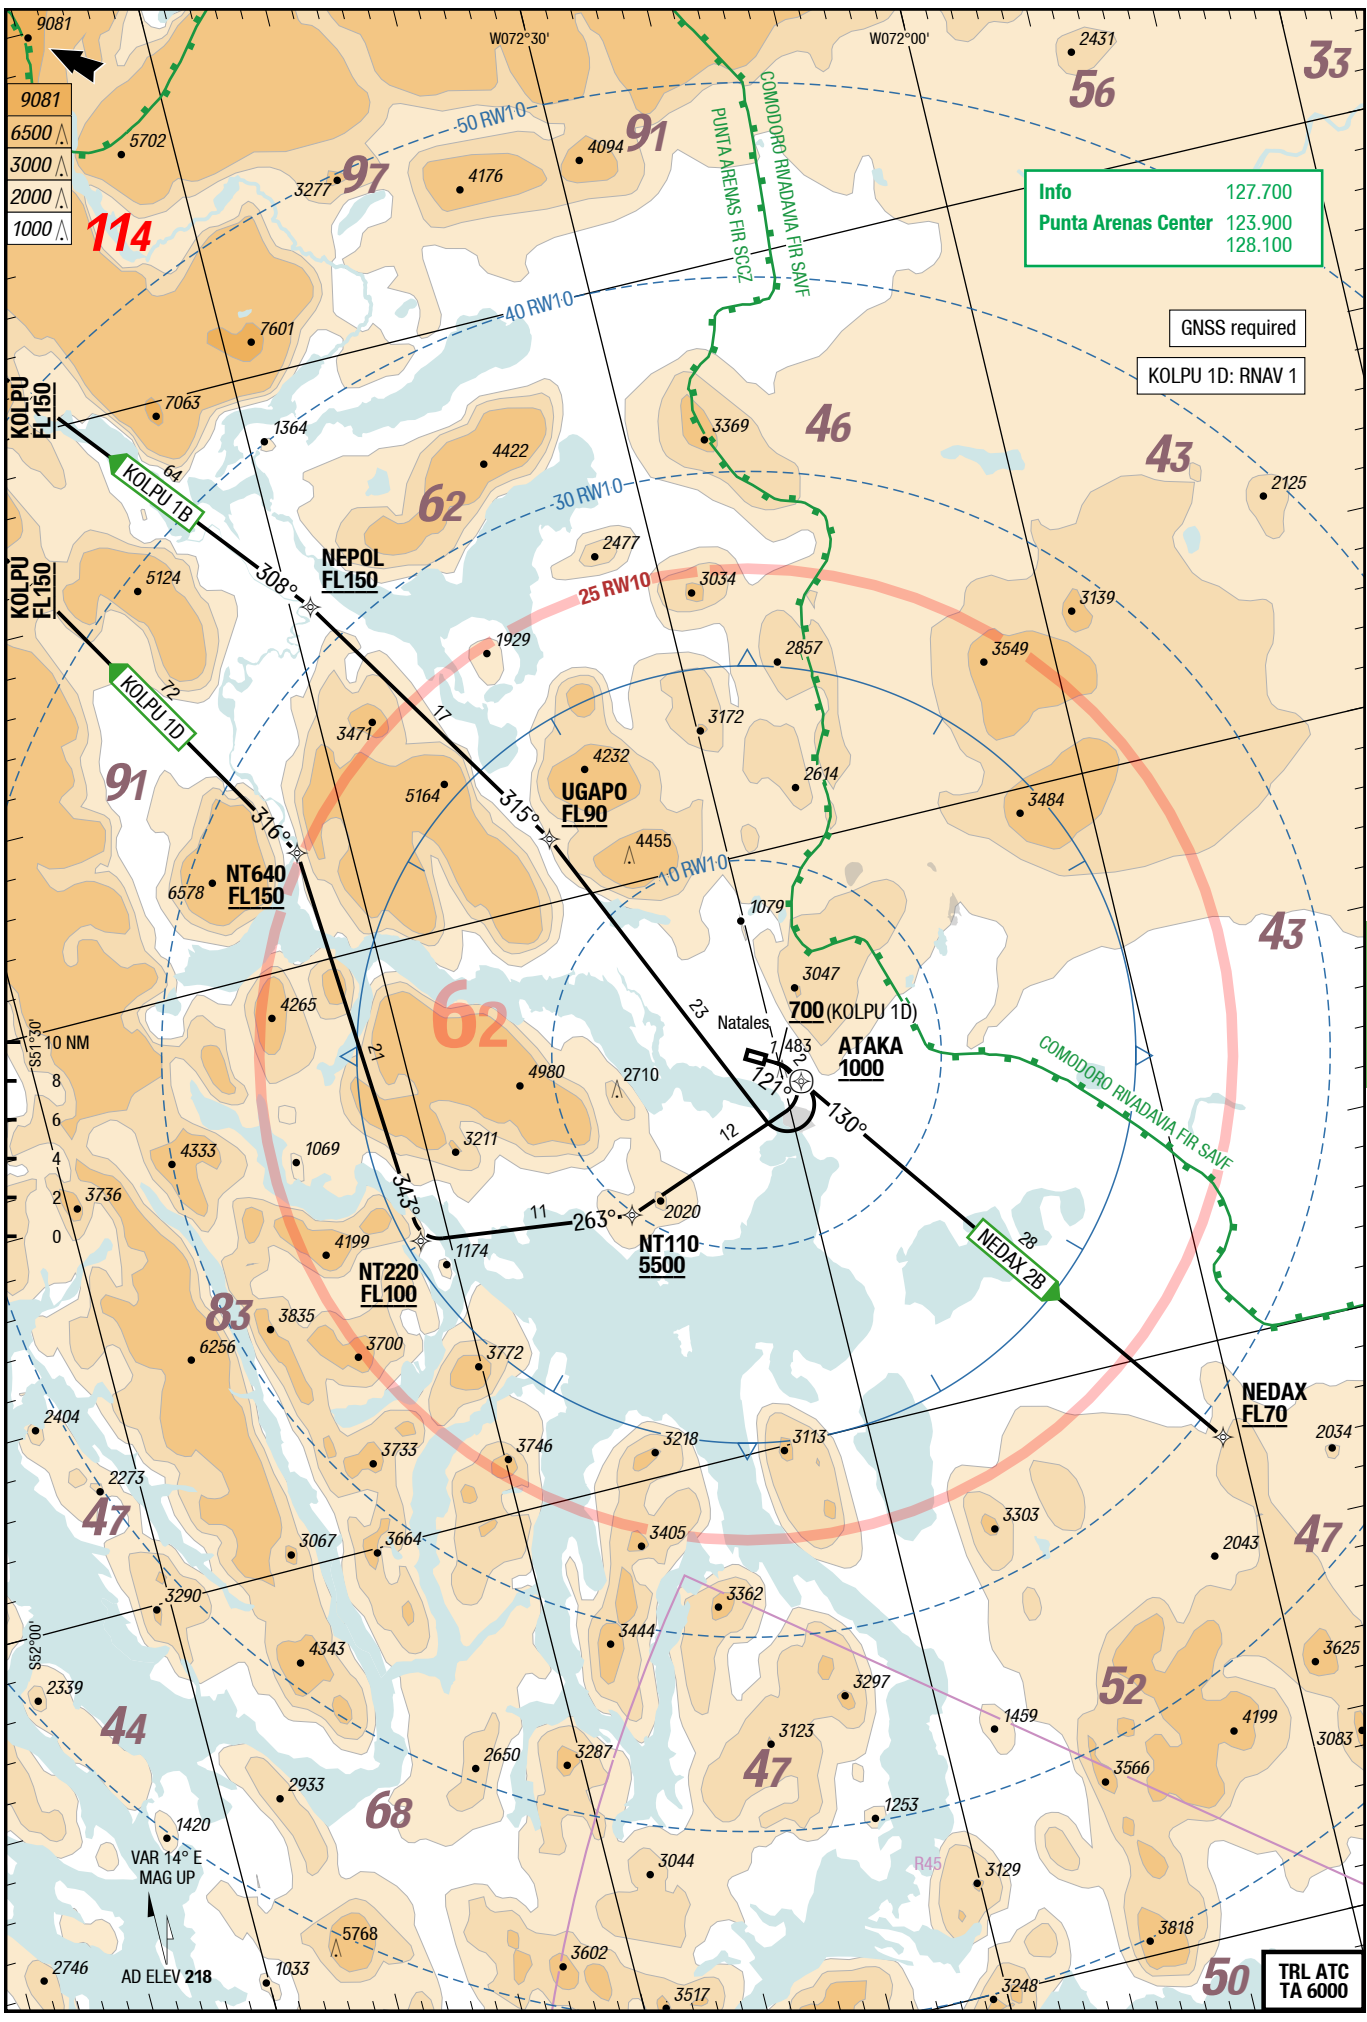 9081
W072°30'
W072°00'
2431
33
56
9081
6500
3000
2000
1000
114
5702
3277
97
50 RW10
4176
4094
91
COMODORO RIVADAVIA FIR SAVF
PUNTA ARENAS FIR SCCZ
Info 127.700
Punta Arenas Center 123.900
128.100
GNSS required
KOLPU 1D: RNAV 1
40 RW10
7601
KOLPU
FL150
7063
1364
64
KOLPU 1B
4422
62
3369
46
43
2125
30 RW10
2477
NEPOL
FL150
308°
KOLPU
FL150
5124
25 RW10
3034
3139
1929
2857
3549
72
KOLPU 1D
17
3471
3172
4232
UGAPO
FL90
2614
5164
315°
3484
91
316°
4455
10 RW10
NT640
FL150
6578
1079
43
4265
62
3047
700 (KOLPU 1D)
23
Natales
1
483
2
ATAKA
1000
121°
130°
COMODORO RIVADAVIA FIR SAVF
S51°30'
10 NM
8
6
4
2
0
21
4980
2710
12
4333
1069
3211
3736
343°
11
263°
2020
NT110
5500
4199
1174
NT220
FL100
28
NEDAX 2B
83
3835
6256
3700
3772
NEDAX
FL70
2404
2034
3733
3746
3218
3113
2273
47
3303
47
3067
3664
3405
2043
3290
3362
S52°00'
3444
4343
3625
2339
3297
52
44
1459
4199
3083
3123
2650
3287
47
3566
2933
68
1253
1420
VAR 14° E
MAG UP
3044
R45
3129
5768
3818
AD ELEV 218
2746
1033
3602
3517
3248
50
TRL ATC
TA 6000